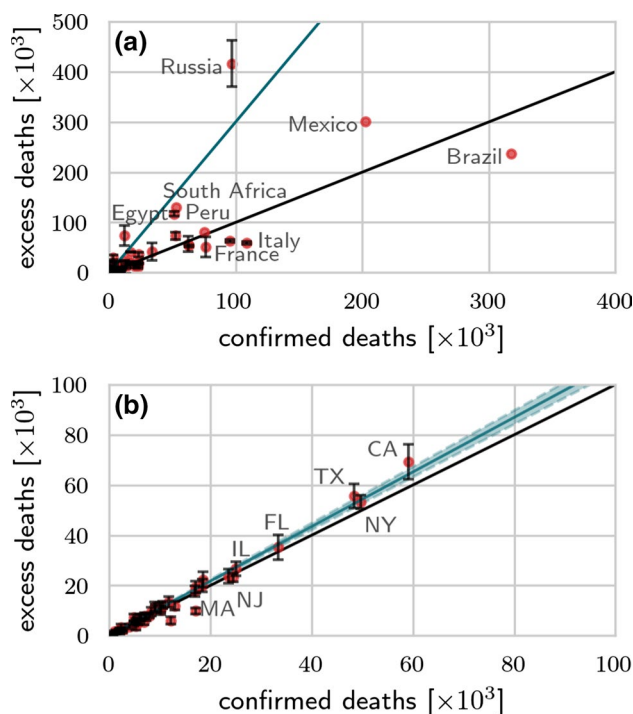 (a)
excess deaths [×10³]
500
400
300
200
100
0
Russia
Mexico
Brazil
South Africa
Egypt
Peru
Italy
France
0 100 200 300 400
confirmed deaths [×10³]
(b)
excess deaths [×10³]
100
80
60
40
20
0
CA
TX
NY
FL
IL
NJ
MA
0 20 40 60 80 100
confirmed deaths [×10³]